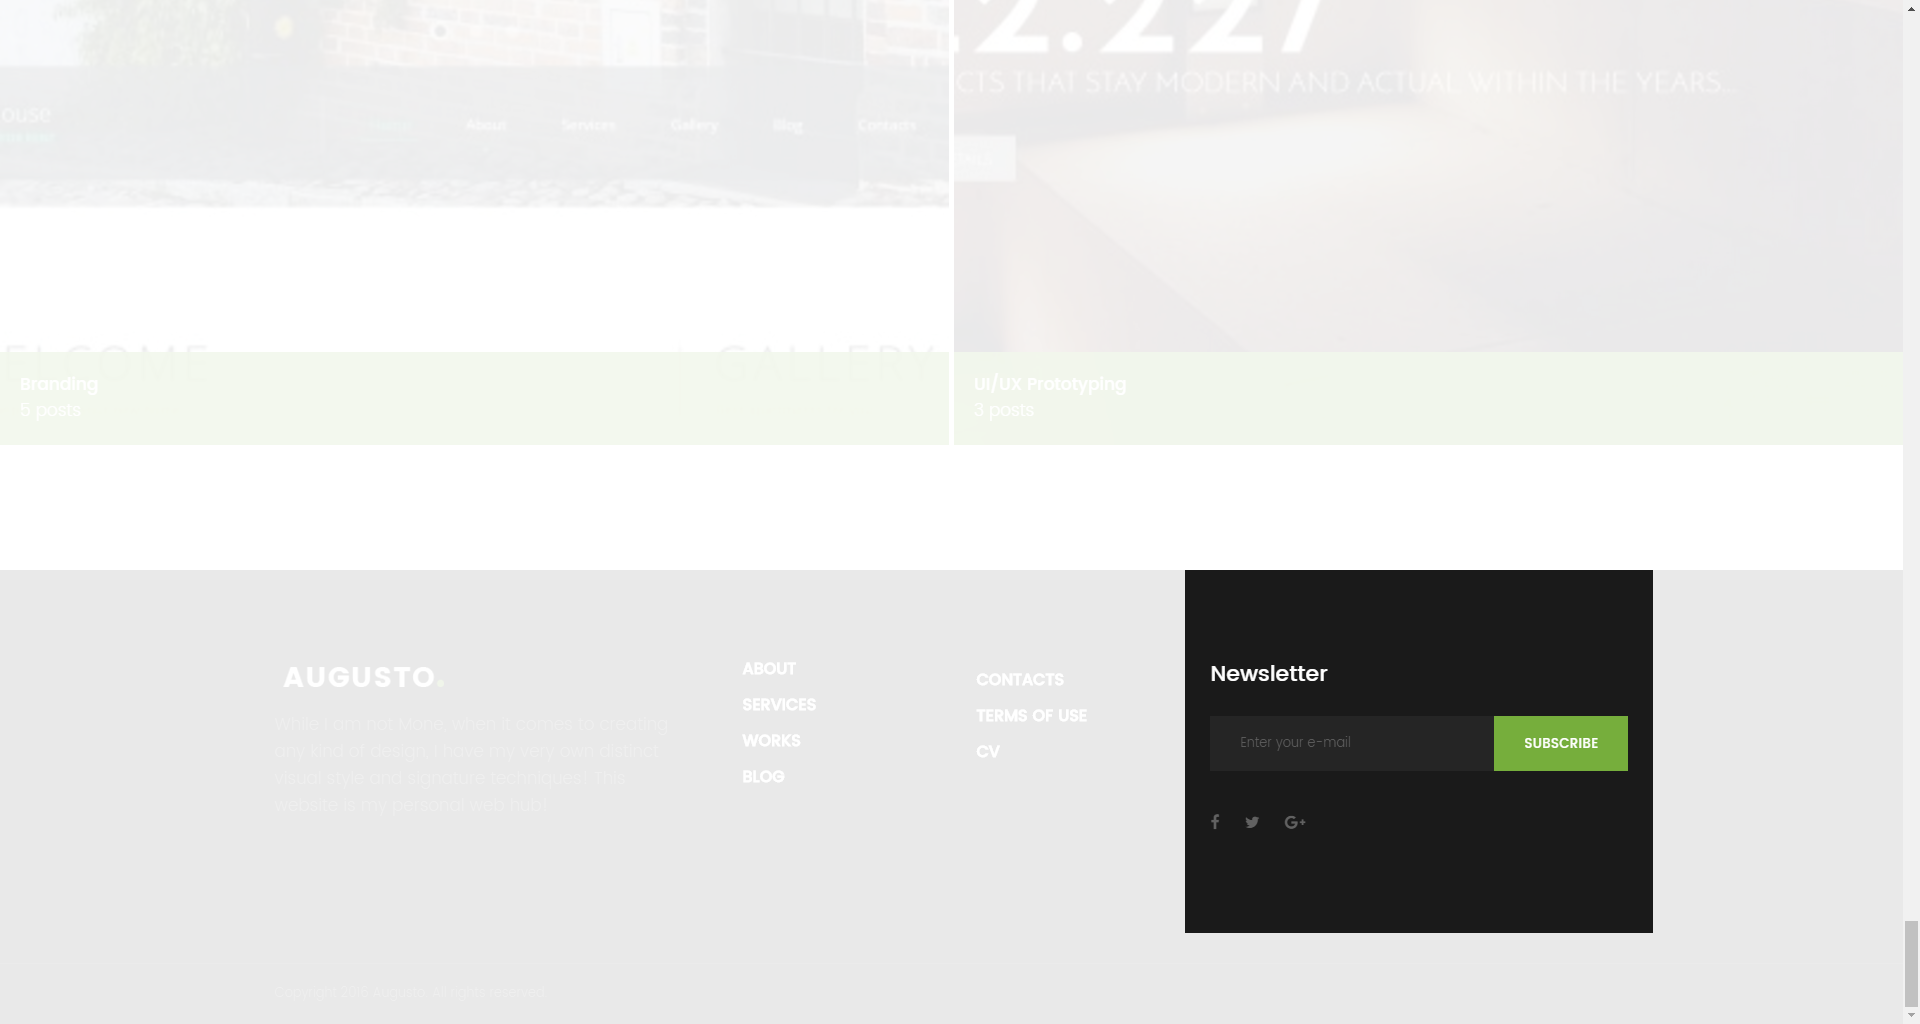 2.227
CTS THAT STAY MODERN AND ACTUAL WITHIN THE YEARS...
ouse
Home About Services Gallery Blog Contacts
ELCOME
GALLERY
Branding
5 posts
UI/UX Prototyping
3 posts
AUGUSTO.
While I am not Mone, when it comes to creating
any kind of design, I have my very own distinct
visual style and signature techniques! This
website is my personal web hub!
ABOUT
SERVICES
WORKS
BLOG
CONTACTS
TERMS OF USE
CV
Newsletter
Enter your e-mail
SUBSCRIBE
Augusto. All rights reserved.